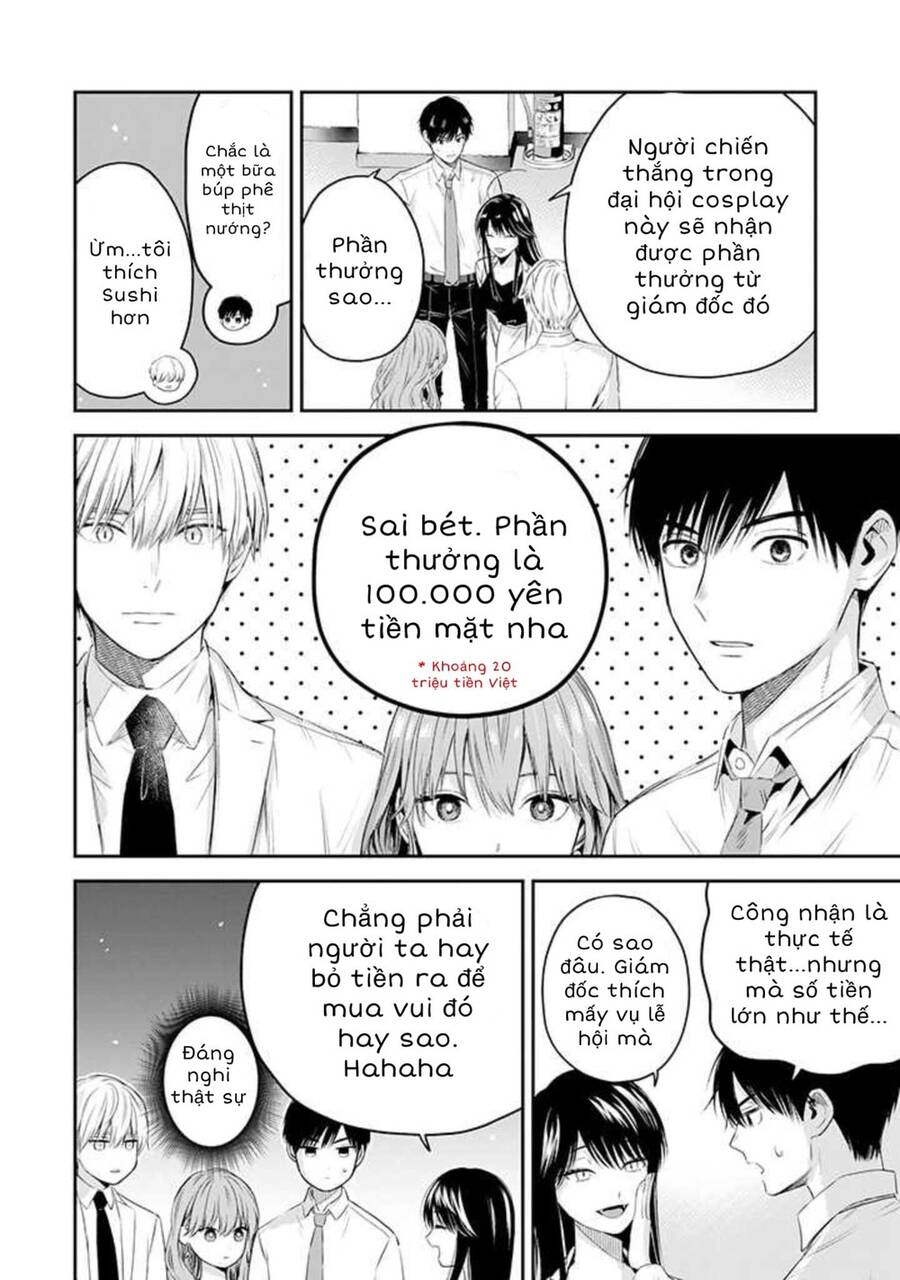 Người chiến
thắng trong
đại hội cosplay
này sẽ nhận
được phần
thưởng từ
giám đốc đó
Phần
thưởng
sao...
Chắc là
một bữa
búp phê
thịt
nướng?
Ừm...tôi
thích
Sushi
hơn
Sai bét. Phần
thưởng là
100.000 yên
tiền mặt nha
* Khoảng 20
triệu tiền Việt
Công nhận là
thực tế
thật...nhưng
mà số tiền
lớn như thế...
Có sao
đâu. Giám
đốc thích
mấy vụ lễ
hội mà
Chẳng phải
người ta hay
bỏ tiền ra để
mua vui đó
hay sao.
Hahaha
Đáng
nghi
thật sự